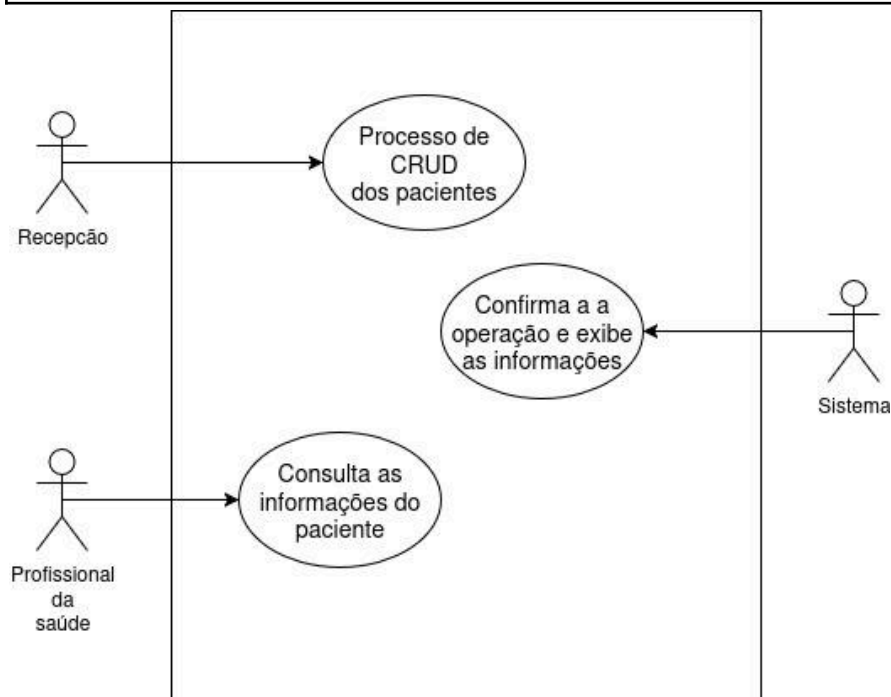 Processo de
CRUD
dos pacientes
Recepcão
Confirma a a
operação e exibe
as informações
Sistema
Consulta as
informações do
paciente
Profissional
da
saúde